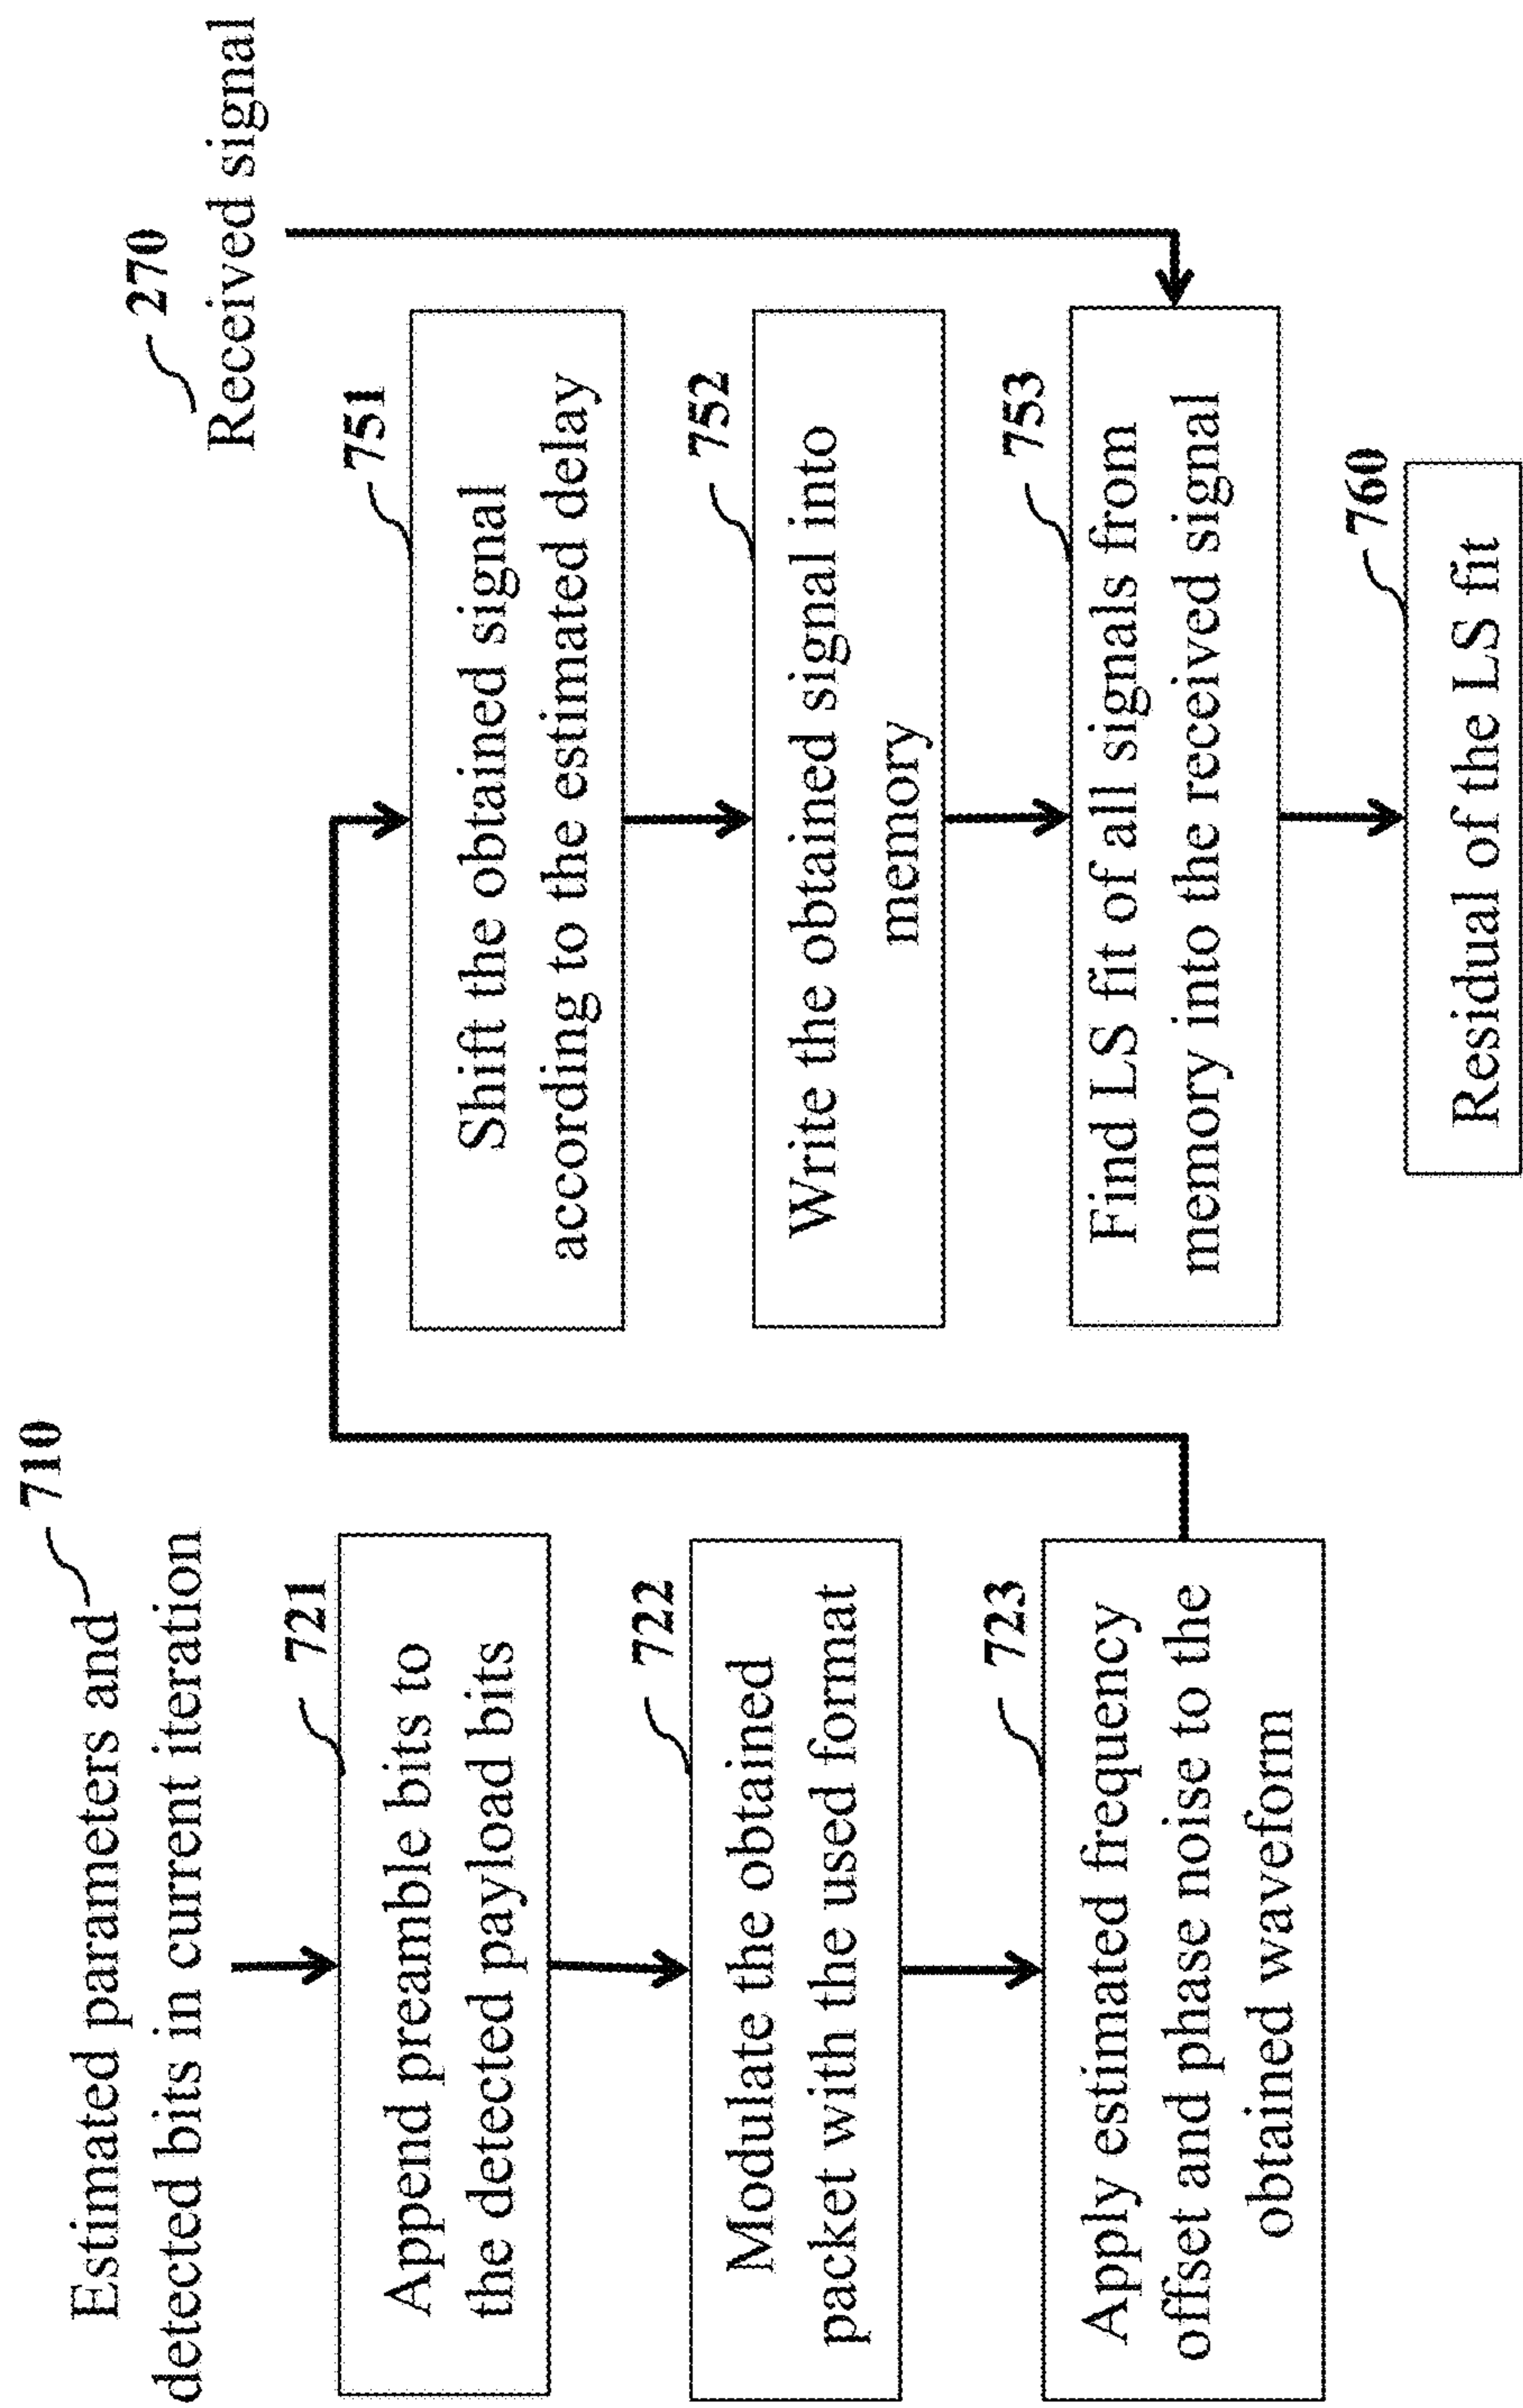 710
Estimated parameters and
detected bits in current iteration
721
Append preamble bits to
the detected payload bits
722
Modulate the obtained
packet with the used format
723
Apply estimated frequency
offset and phase noise to the
obtained waveform
270
Received signal
751
Shift the obtained signal
according to the estimated delay
752
Write the obtained signal into
memory
753
Find LS fit of all signals from
memory into the received signal
760
Residual of the LS fit